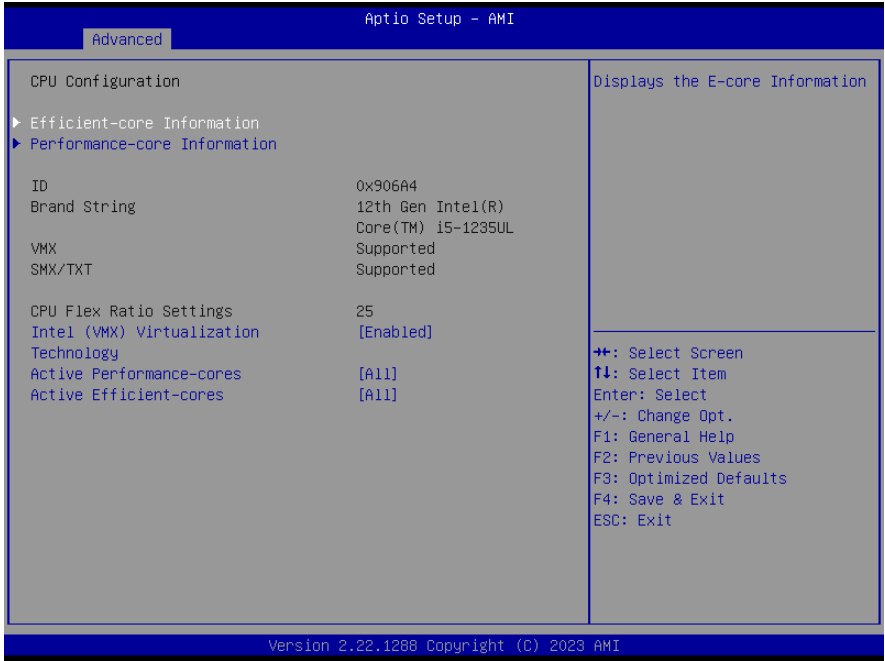 Aptio Setup - AMI
Advanced
CPU Configuration
Efficient-core Information
Performance-core Information
ID 0x906A4
Brand String 12th Gen Intel(R)
Core(TM) i5-1235UL
VMX Supported
SMX/TXT Supported
CPU Flex Ratio Settings 25
Intel (VMX) Virtualization [Enabled]
Technology
Active Performance-cores [All]
Active Efficient-cores [All]
Displays the E-core Information
→←: Select Screen
↑↓: Select Item
Enter: Select
+/-: Change Opt.
F1: General Help
F2: Previous Values
F3: Optimized Defaults
F4: Save & Exit
ESC: Exit
Version 2.22.1288 Copyright (C) 2023 AMI